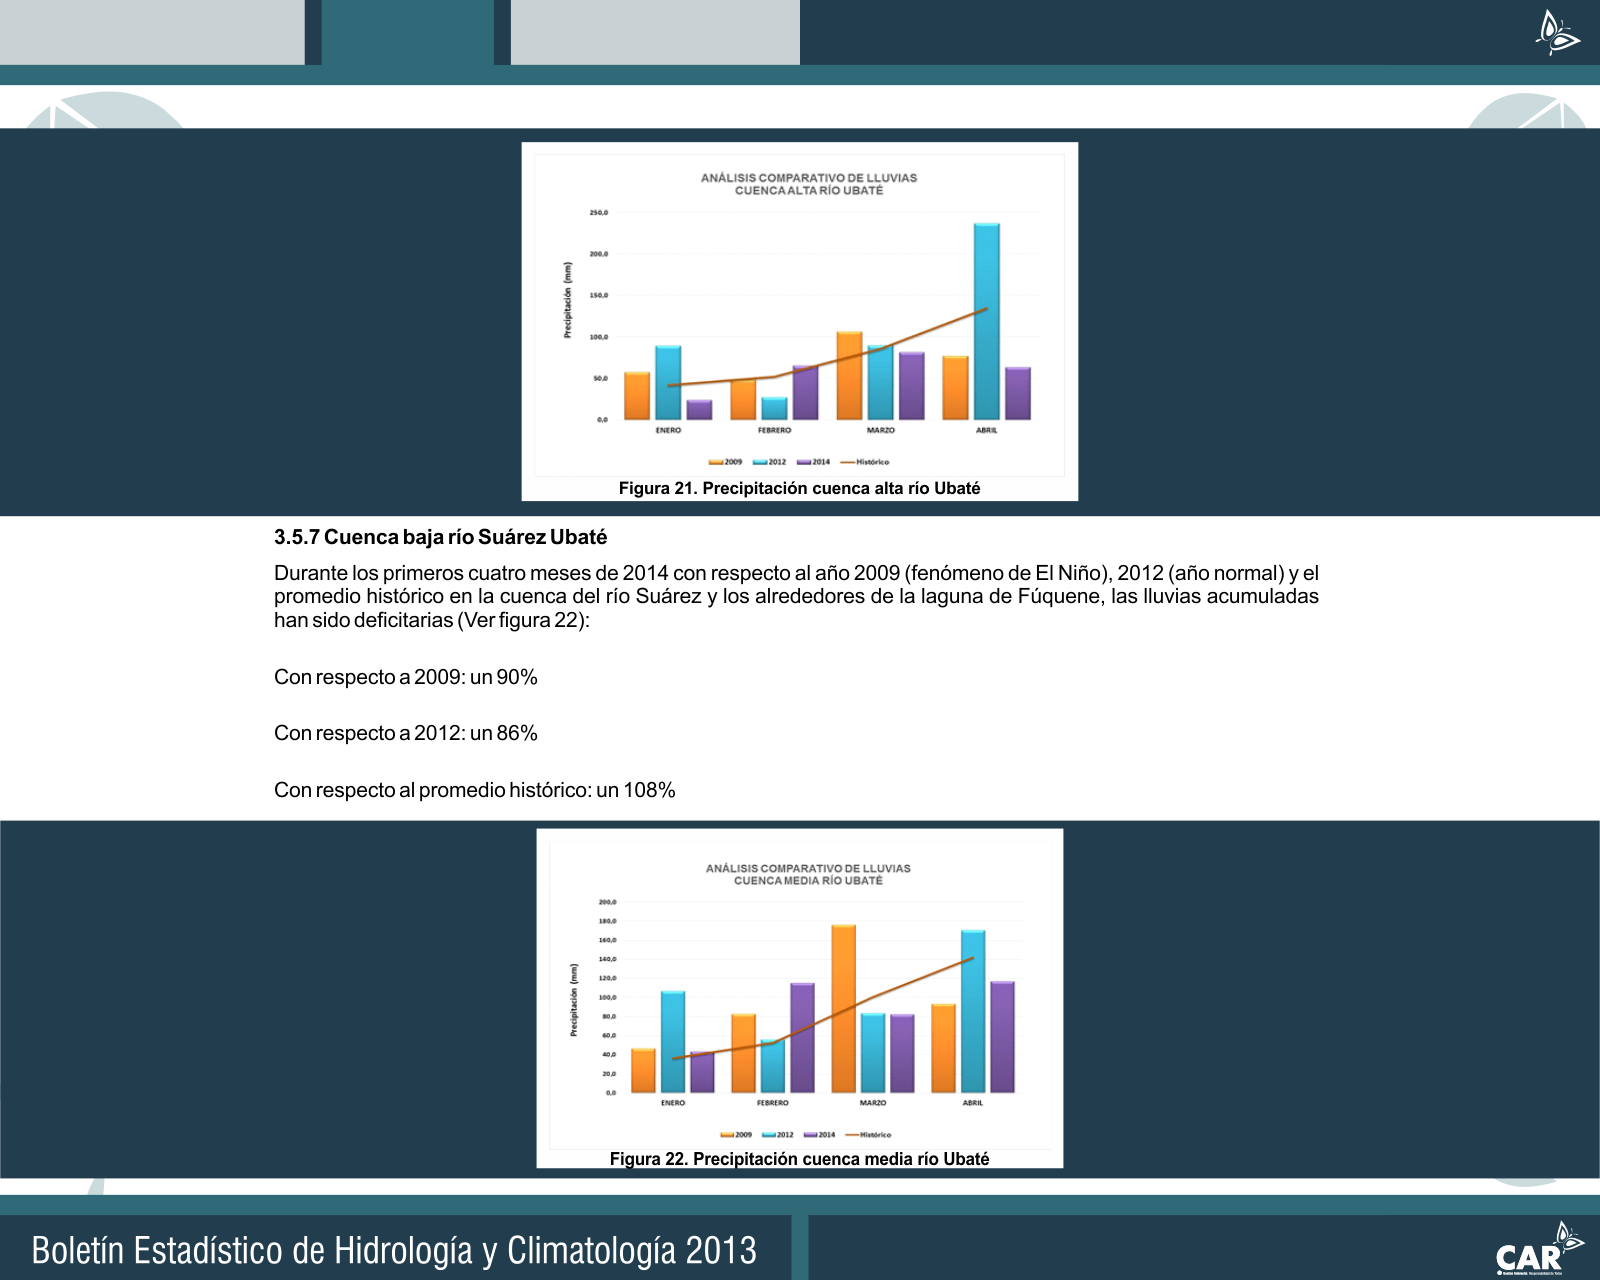 ANÁLISIS COMPARATIVO DE LLUVIAS
CUENCA ALTA RÍO UBATÉ
250,0
200,0
150,0
100,0
50,0
0,0
Precipitación (mm)
ENERO FEBRERO MARZO ABRIL
2009 2012 2014 Histórico
Figura 21. Precipitación cuenca alta río Ubaté
3.5.7 Cuenca baja río Suárez Ubaté
Durante los primeros cuatro meses de 2014 con respecto al año 2009 (fenómeno de El Niño), 2012 (año normal) y el
promedio histórico en la cuenca del río Suárez y los alrededores de la laguna de Fúquene, las lluvias acumuladas
han sido deficitarias (Ver figura 22):
Con respecto a 2009: un 90%
Con respecto a 2012: un 86%
Con respecto al promedio histórico: un 108%
ANÁLISIS COMPARATIVO DE LLUVIAS
CUENCA MEDIA RÍO UBATÉ
200,0
180,0
160,0
140,0
120,0
100,0
80,0
60,0
40,0
20,0
0,0
Precipitación (mm)
ENERO FEBRERO MARZO ABRIL
2009 2012 2014 Histórico
Figura 22. Precipitación cuenca media río Ubaté
Boletín Estadístico de Hidrología y Climatología 2013
CAR